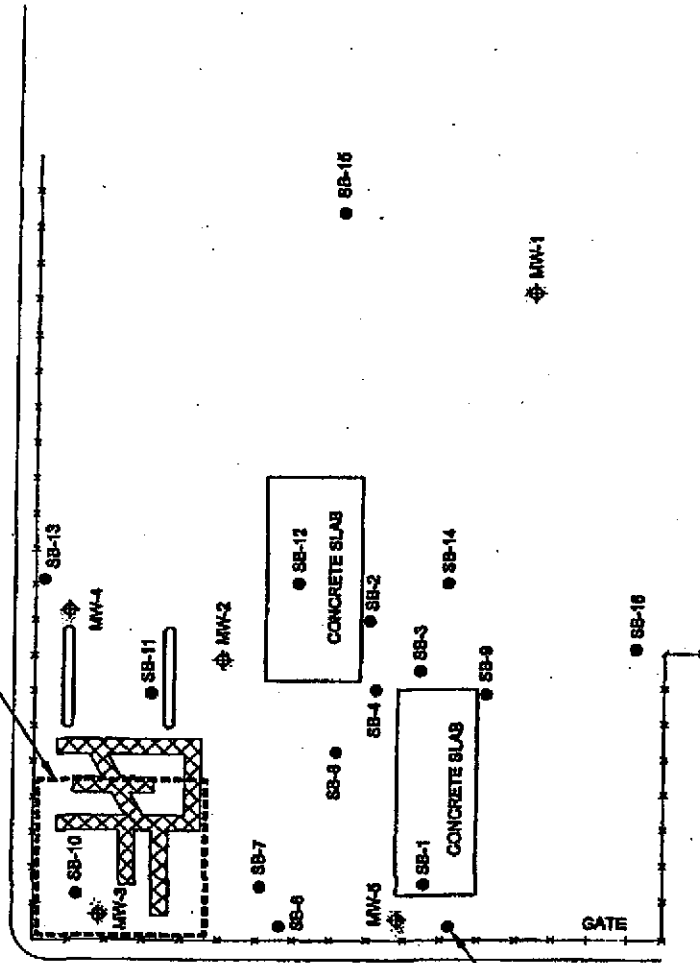 SB-15
MW-1
SB-13
MW-4
SB-12
CONCRETE SLAB
SB-14
SB-11
MW-2
SB-2
SB-3
SB-16
SB-4
SB-9
SB-8
CONCRETE SLAB
SB-10
SB-7
SB-1
MW-3
SB-6
MW-5
GATE